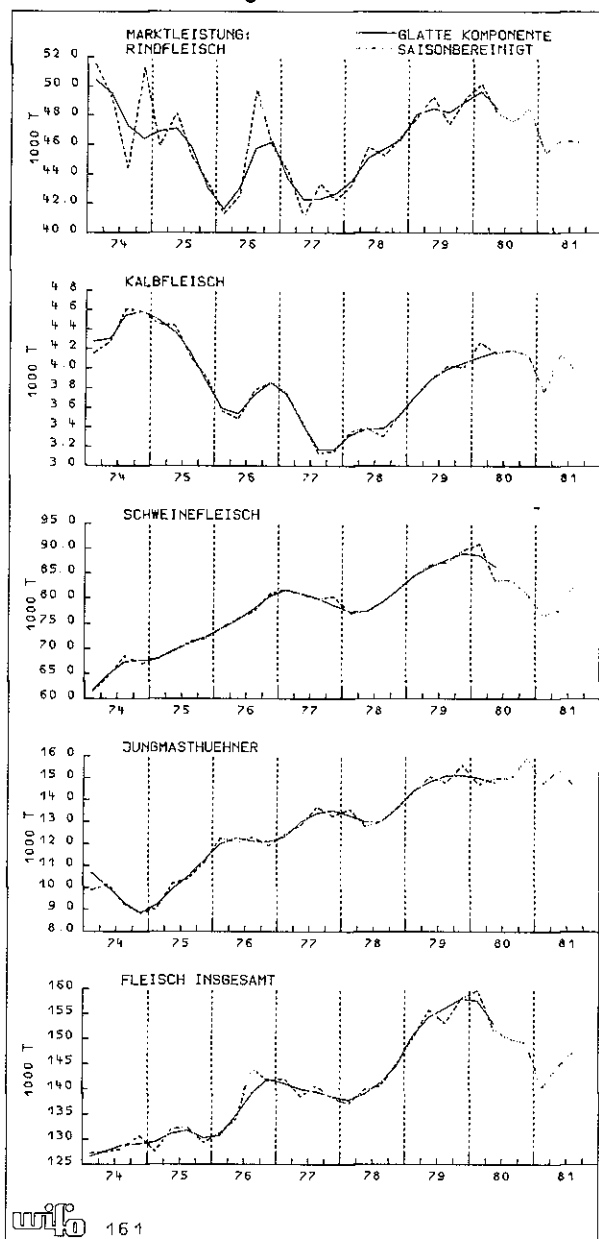 MARKTLEISTUNG: GLATTE KOMPONENTE
RINDFLEISCH SAISONBEREINIGT
1000 T
52 0
50 0
48 0
46 0
44 0
42 0
40 0
74 75 76 77 78 79 80 81
KALBFLEISCH
1000 T
4 8
4 6
4 4
4 2
4 0
3 8
3 6
3 4
3 2
3 0
74 75 76 77 78 79 80 81
SCHWEINEFLEISCH
1000 T
95 0
90.0
85 0
80 0
75 0
70 0
65 0
60 0
74 75 76 77 78 79 80 81
JUNGMASTHUEHNER
1000 T
16 0
15 0
14 0
13 0
12 0
11 0
10 0
9 0
8.0
74 75 76 77 78 79 80 81
FLEISCH INSGESAMT
1000 T
160
155
150
145
140
135
130
125
74 75 76 77 78 79 80 81
wifo 161